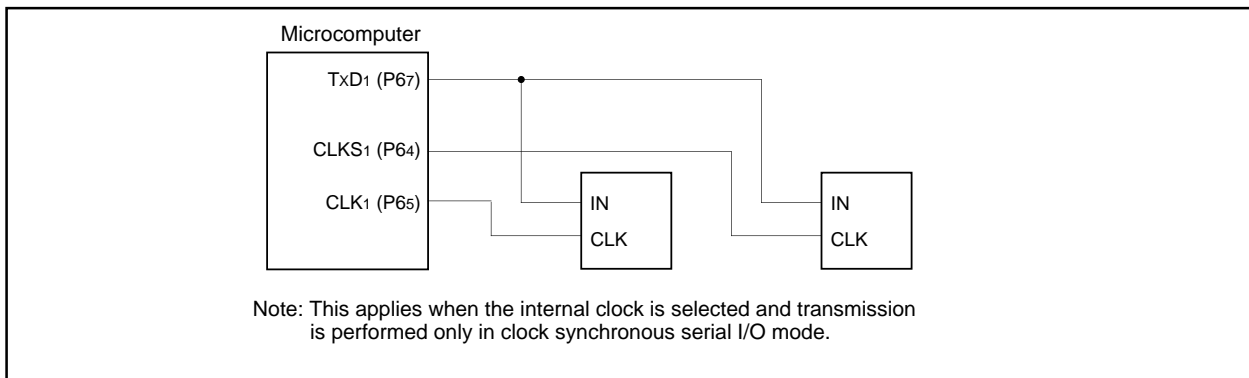 Microcomputer
TXD1 (P67)
CLKS1 (P64)
CLK1 (P65)
IN
CLK
IN
CLK
Note: This applies when the internal clock is selected and transmission
is performed only in clock synchronous serial I/O mode.